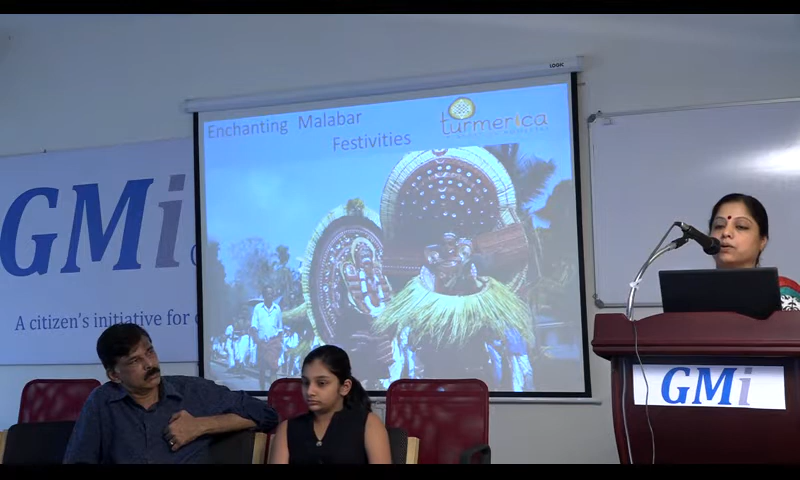 LOGIC
Enchanting Malabar
Festivities
turmerica
GMi
A citizen's initiative for
GMi